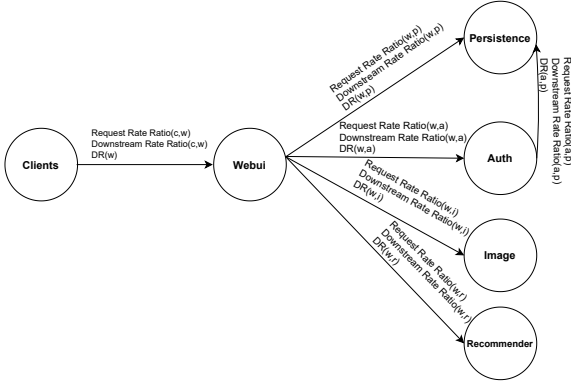 Persistence
Request Rate Ratio(w,p)
Downstream Rate Ratio(w,p)
DR(w,p)
Request Rate Ratio(a,p)
Downstream Rate Ratio(a,p)
DR(a,p)
Request Rate Ratio(c,w)
Downstream Rate Ratio(c,w)
DR(w)
Clients
Webui
Request Rate Ratio(w,a)
Downstream Rate Ratio(w,a)
DR(w,a)
Auth
Request Rate Ratio(w,i)
Downstream Rate Ratio(w,i)
DR(w,i)
Image
Request Rate Ratio(w,r)
Downstream Rate Ratio(w,r)
DR(w,r)
Recommender